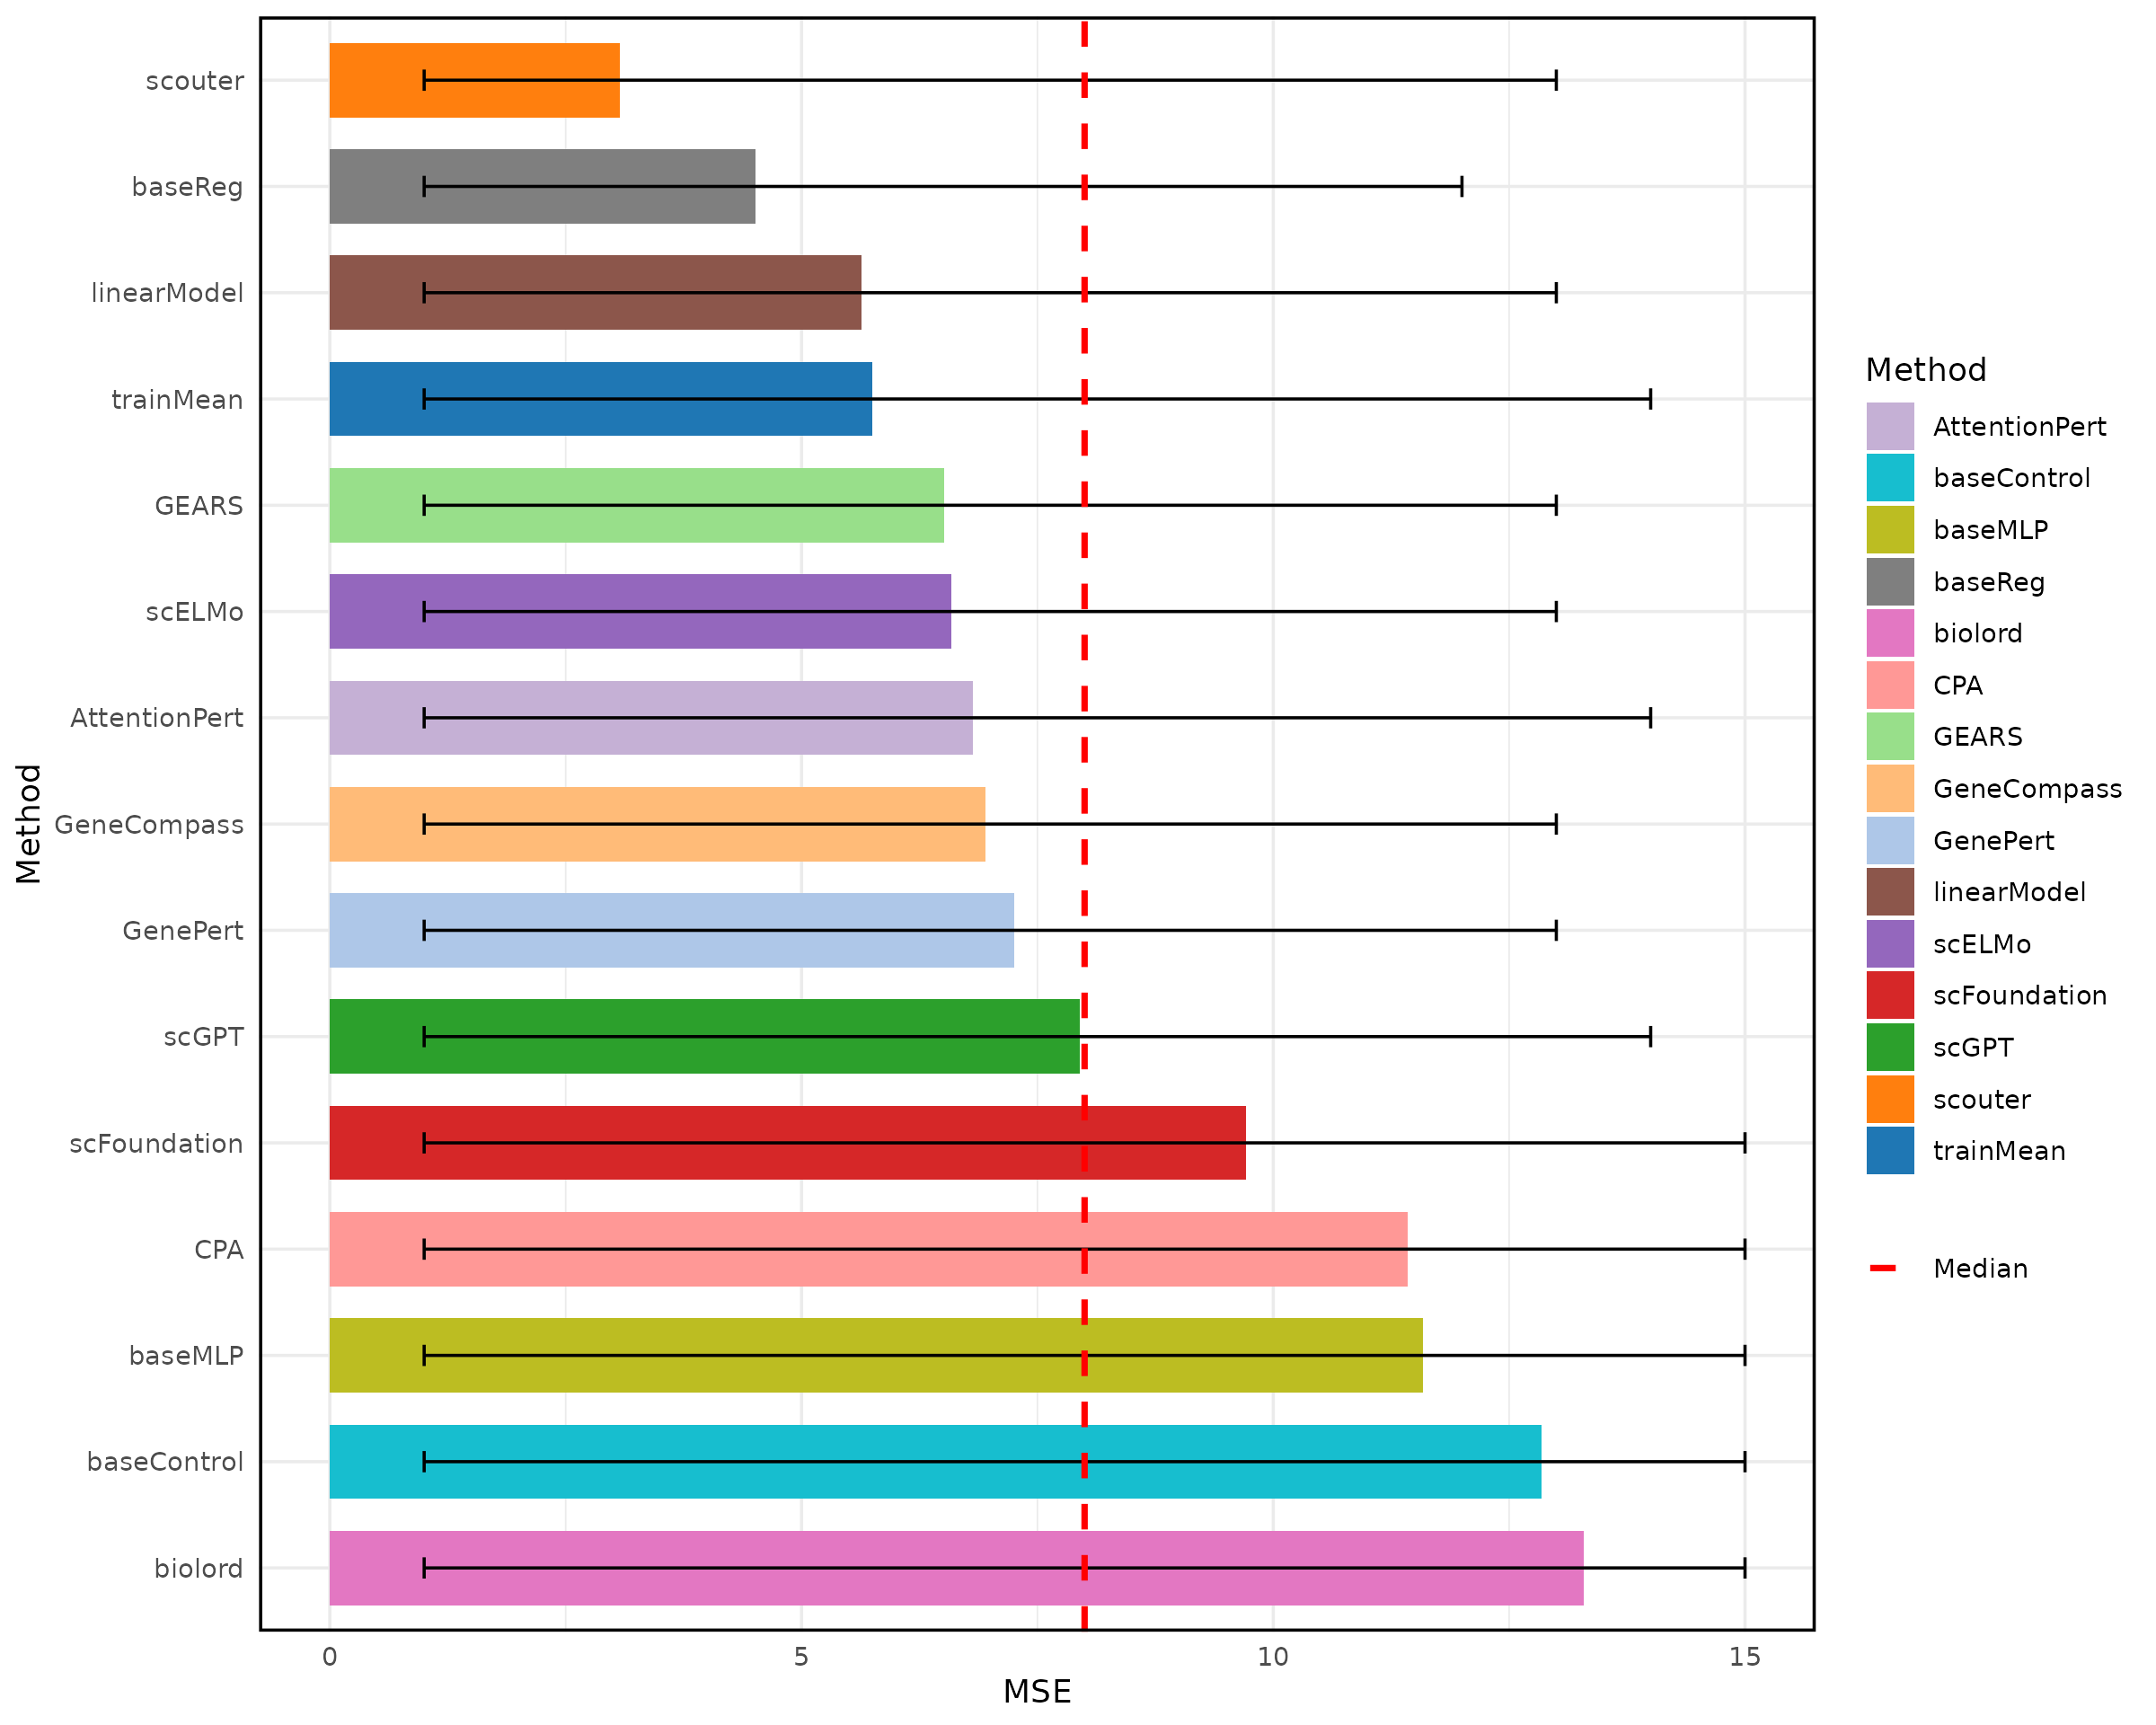 Method
scouter
baseReg
linearModel
trainMean
GEARS
scELMo
AttentionPert
GeneCompass
GenePert
scGPT
scFoundation
CPA
baseMLP
baseControl
biolord
0 5 10 15
MSE
Method
AttentionPert
baseControl
baseMLP
baseReg
biolord
CPA
GEARS
GeneCompass
GenePert
linearModel
scELMo
scFoundation
scGPT
scouter
trainMean
Median